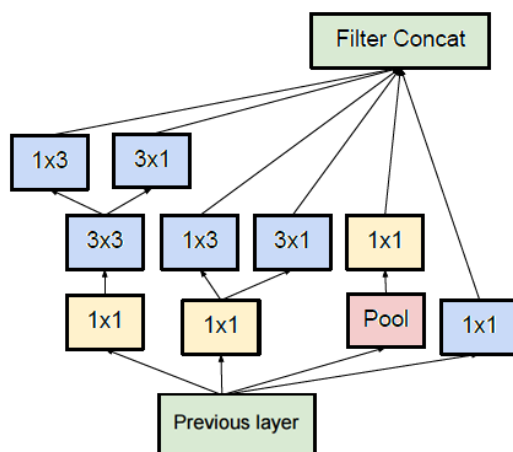 Filter Concat
1x3
3x1
3x3
1x3
3x1
1x1
1x1
1x1
Pool
1x1
Previous layer